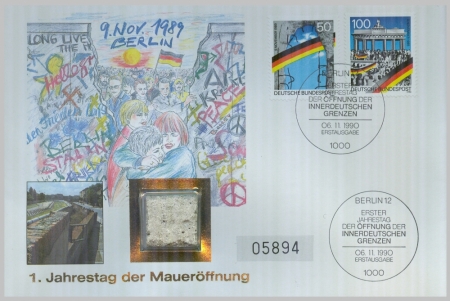 LONG LIVE
THE
9. NOV. 1989
BERLIN
Hello
50
DEUTSCHE BUNDESPOST
100
DEUTSCHE BUNDESPOST
BERLIN 12
ERSTER
JAHRESTAG
DER ÖFFNUNG DER
INNERDEUTSCHEN
GRENZEN
06.11.1990
ERSTAUSGABE
1000
PEACE
BERLIN
05894
BERLIN 12
ERSTER
JAHRESTAG
DER ÖFFNUNG DER
INNERDEUTSCHEN
GRENZEN
06.11.1990
ERSTAUSGABE
1000
1. Jahrestag der Maueröffnung